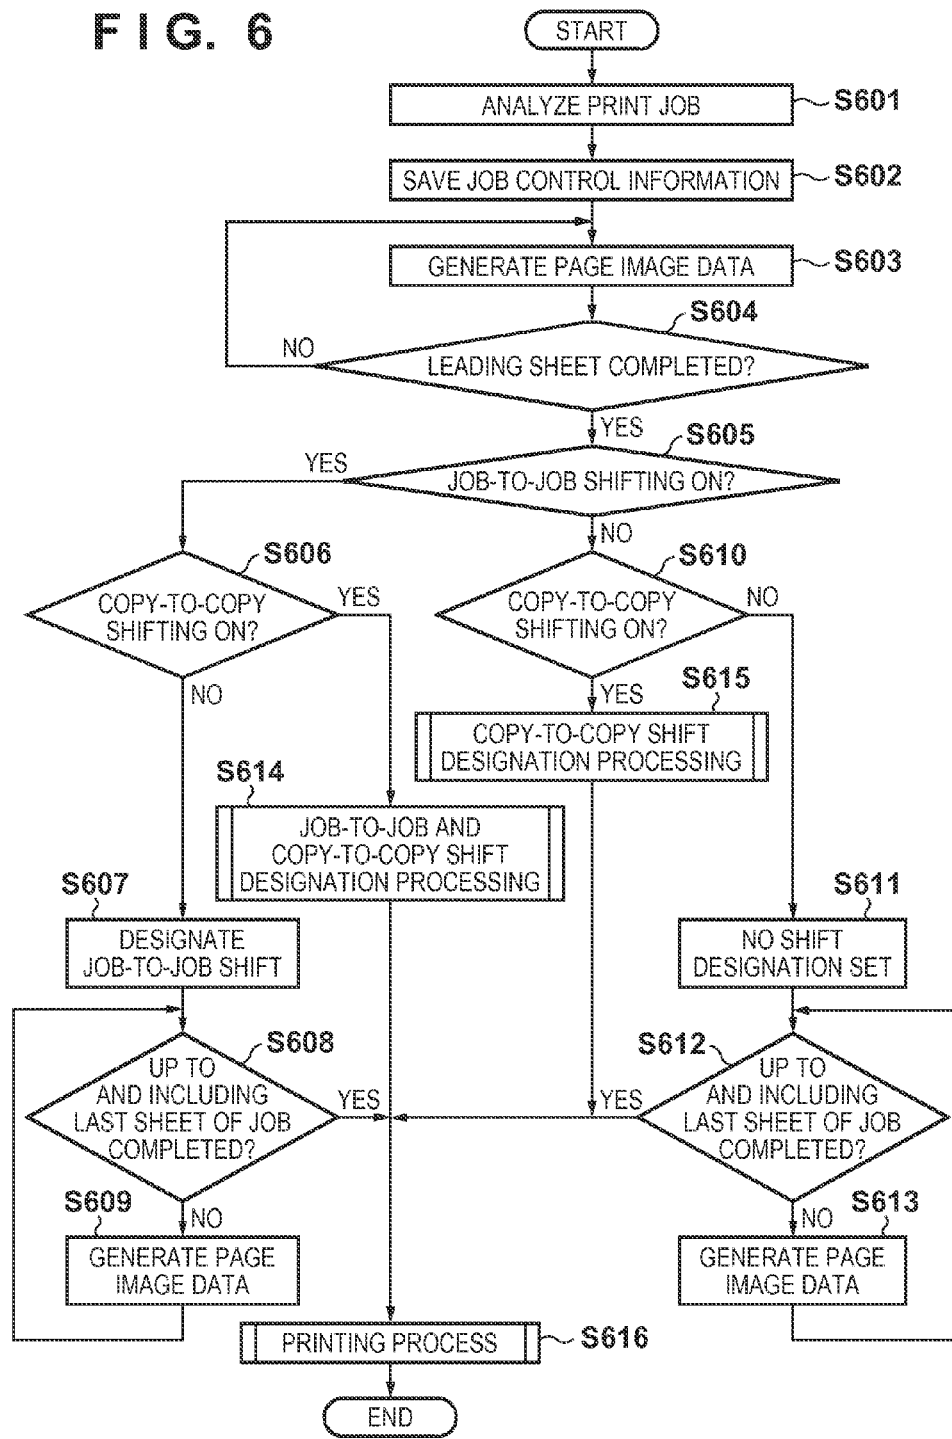 FIG. 6
START
ANALYZE PRINT JOB
S601
SAVE JOB CONTROL INFORMATION
S602
GENERATE PAGE IMAGE DATA
S603
S604
NO
LEADING SHEET COMPLETED?
YES
S605
YES
JOB-TO-JOB SHIFTING ON?
NO
S606
S610
COPY-TO-COPY
SHIFTING ON?
YES
COPY-TO-COPY
SHIFTING ON?
NO
NO
YES
S615
COPY-TO-COPY SHIFT
DESIGNATION PROCESSING
S614
JOB-TO-JOB AND
COPY-TO-COPY SHIFT
DESIGNATION PROCESSING
S607
S611
DESIGNATE
JOB-TO-JOB SHIFT
NO SHIFT
DESIGNATION SET
S608
S612
UP TO
AND INCLUDING
LAST SHEET OF JOB
COMPLETED?
YES
YES
UP TO
AND INCLUDING
LAST SHEET OF JOB
COMPLETED?
S609
NO
NO
S613
GENERATE PAGE
IMAGE DATA
GENERATE PAGE
IMAGE DATA
PRINTING PROCESS
S616
END